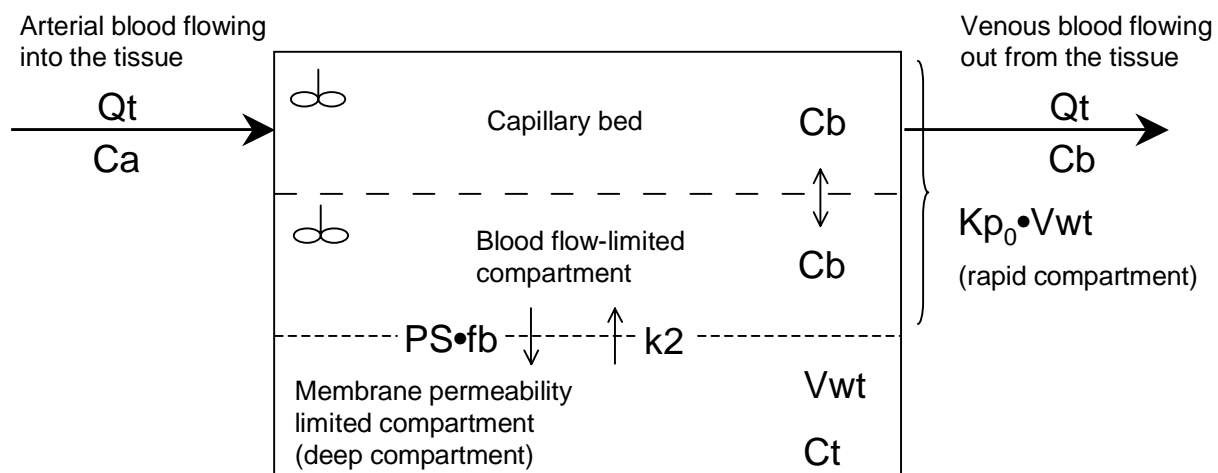 Arterial blood flowing
into the tissue
Qt
Ca
Capillary bed
Cb
Venous blood flowing
out from the tissue
Qt
Cb
Blood flow-limited
compartment
Cb
Kp₀•Vwt
(rapid compartment)
PS•fb
k2
Membrane permeability
limited compartment
(deep compartment)
Vwt
Ct